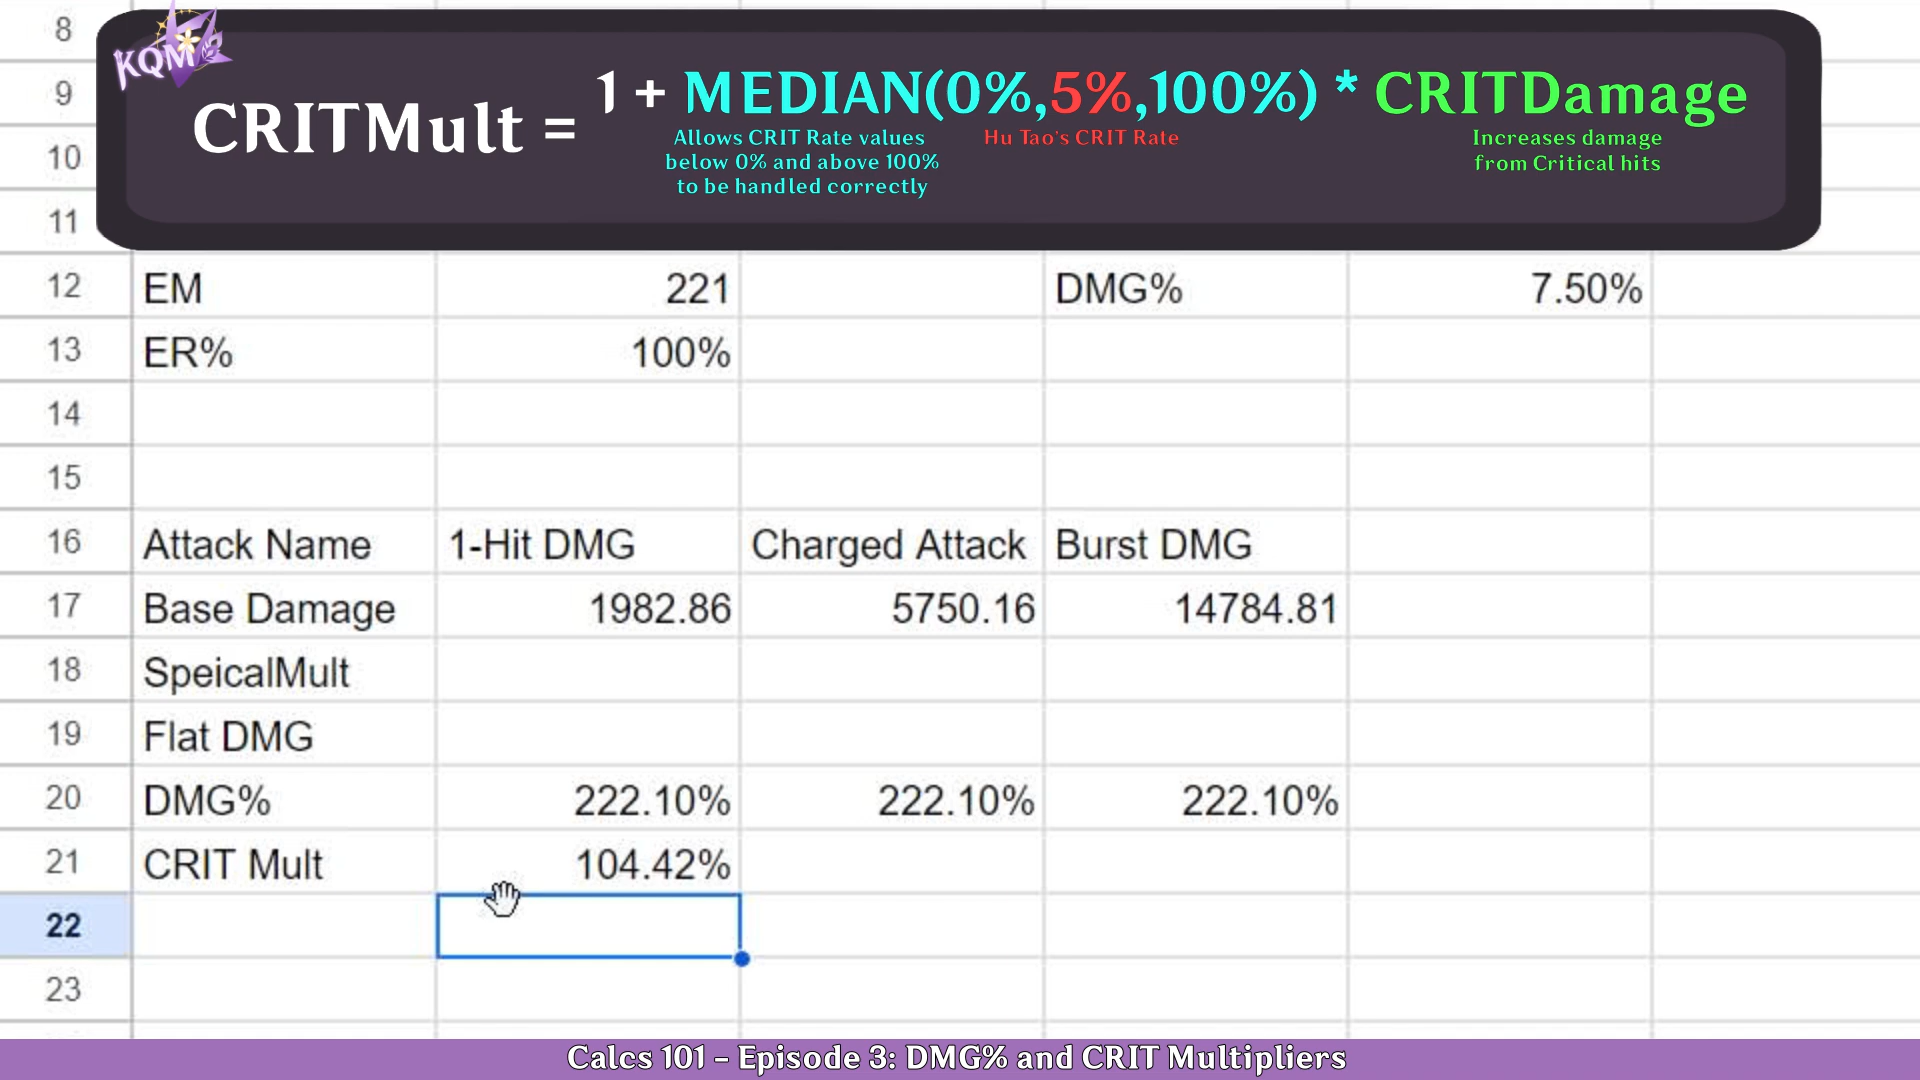 KQM
CRITMult = 1 + MEDIAN(0%,5%,100%) * CRITDamage
Allows CRIT Rate values
below 0% and above 100%
to be handled correctly
Hu Tao's CRIT Rate
Increases damage
from Critical hits
8
9
10
11
12 EM 221 DMG% 7.50%
13 ER% 100%
14
15
16 Attack Name 1-Hit DMG Charged Attack Burst DMG
17 Base Damage 1982.86 5750.16 14784.81
18 SpeicalMult
19 Flat DMG
20 DMG% 222.10% 222.10% 222.10%
21 CRIT Mult 104.42%
22
23
Calcs 101 - Episode 3: DMG% and CRIT Multipliers